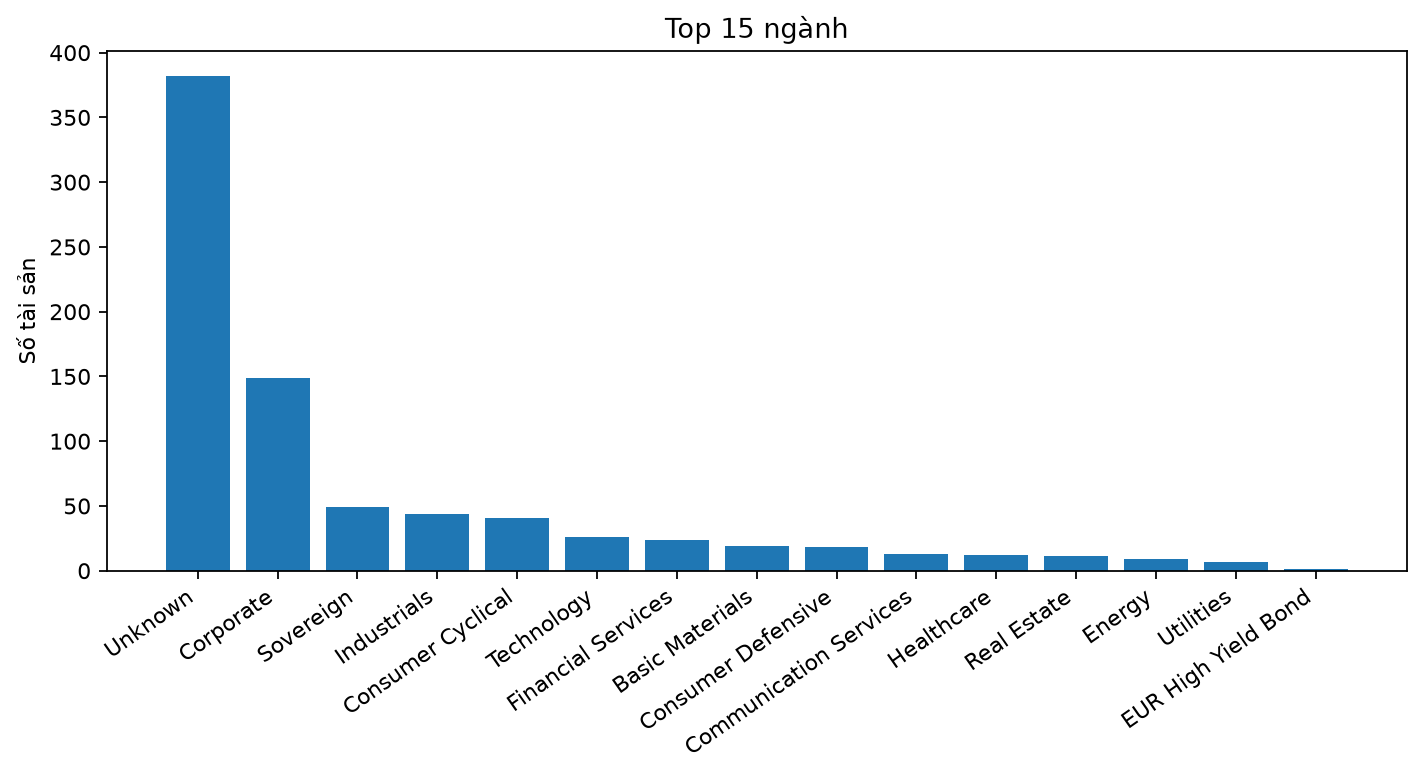 Top 15 ngành
Số tài sản
400
350
300
250
200
150
100
50
0
Unknown
Corporate
Sovereign
Industrials
Consumer Cyclical
Technology
Financial Services
Basic Materials
Consumer Defensive
Communication Services
Healthcare
Real Estate
Energy
Utilities
EUR High Yield Bond